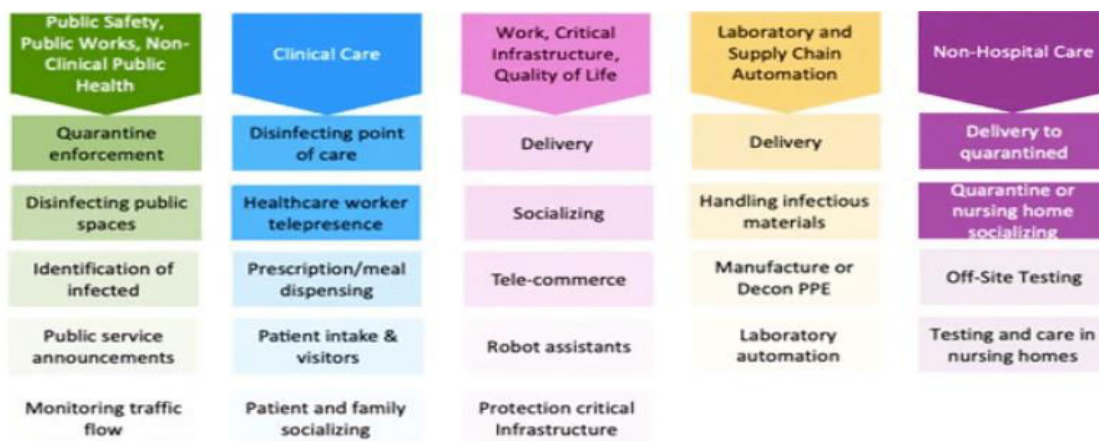 Public Safety,
Public Works, Non-
Clinical Public
Health
Quarantine
enforcement
Disinfecting public
spaces
Identification of
infected
Public service
announcements
Monitoring traffic
flow
Clinical Care
Disinfecting point
of care
Healthcare worker
telepresence
Prescription/meal
dispensing
Patient intake &
visitors
Patient and family
socializing
Work, Critical
Infrastructure,
Quality of Life
Delivery
Socializing
Tele-commerce
Robot assistants
Protection critical
Infrastructure
Laboratory and
Supply Chain
Automation
Delivery
Handling infectious
materials
Manufacture or
Decon PPE
Laboratory
automation
Non-Hospital Care
Delivery to
quarantined
Quarantine or
nursing home
socializing
Off-Site Testing
Testing and care in
nursing homes